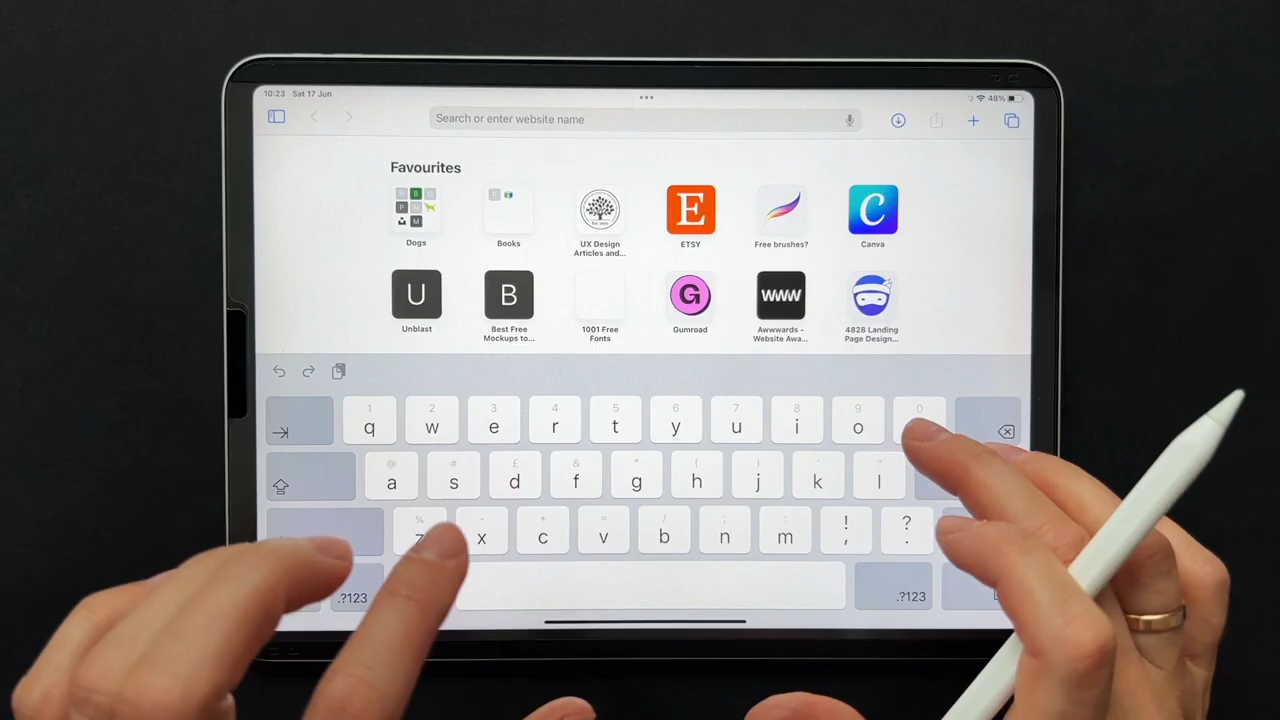 10:23 Sat 17 Jun
48%
Search or enter website name
Favourites
Dogs
Books
UX Design
Articles and...
E
ETSY
Free brushes?
C
Canva
U
Unblast
B
Best Free
Mockups to...
1001 Free
Fonts
G
Gumroad
WWW
Awwwards -
Website Awa...
4828 Landing
Page Design...
1 2 3 4 5 6 7 8 9 0
q w e r t y u i o
@ # £ & * ( ) ' "
a s d f g h j k l
% - + = / ; : ! ?
z x c v b n m , .
.?123 .?123